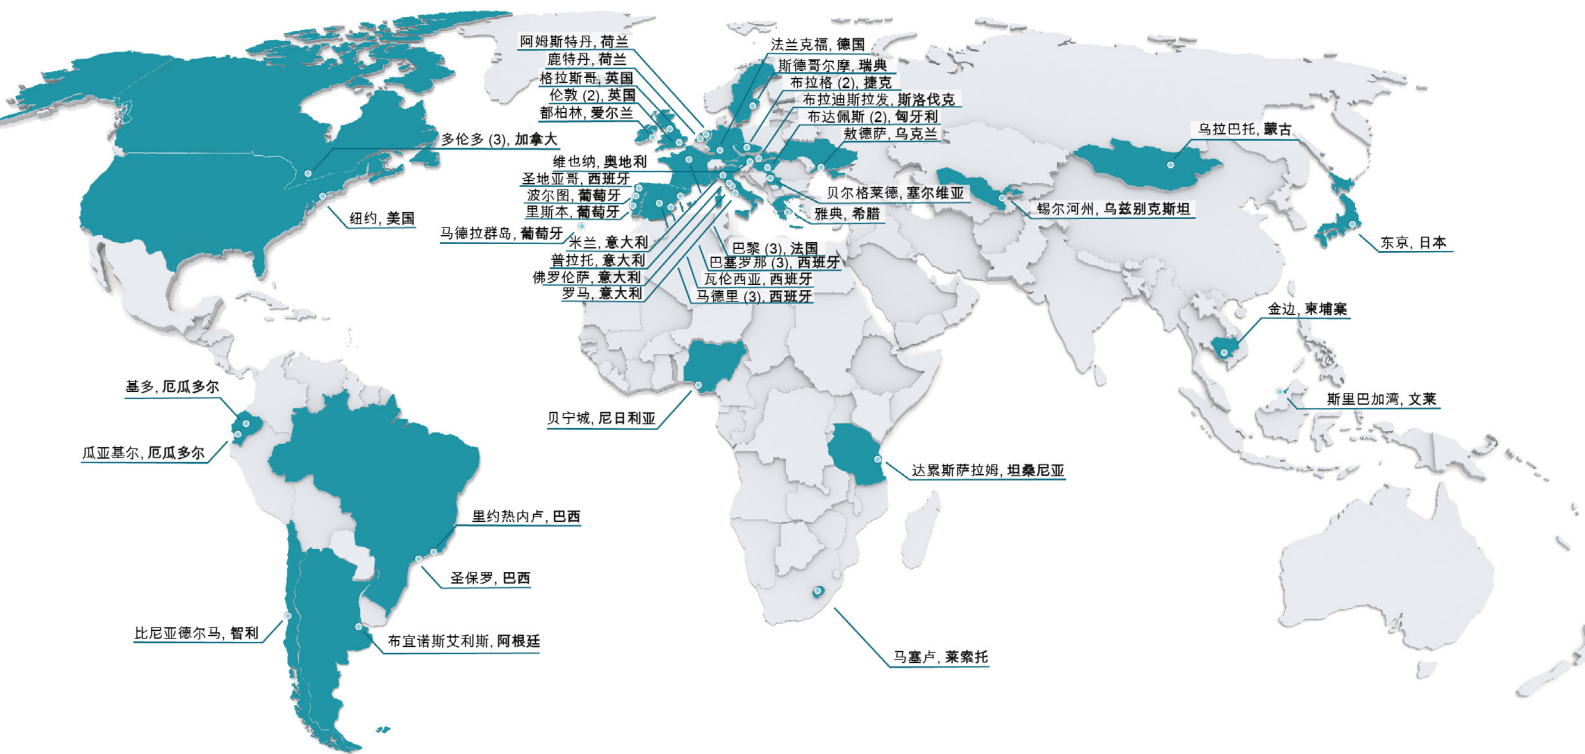 阿姆斯特丹, 荷兰
鹿特丹, 荷兰
格拉斯哥, 英国
伦敦 (2), 英国
都柏林, 爱尔兰
法兰克福, 德国
斯德哥尔摩, 瑞典
布拉格 (2), 捷克
布拉迪斯拉发, 斯洛伐克
布达佩斯 (2), 匈牙利
敖德萨, 乌克兰
乌拉巴托, 蒙古
多伦多 (3), 加拿大
维也纳, 奥地利
圣地亚哥, 西班牙
波尔图, 葡萄牙
里斯本, 葡萄牙
马德拉群岛, 葡萄牙
纽约, 美国
贝尔格莱德, 塞尔维亚
雅典, 希腊
锡尔河州, 乌兹别克斯坦
东京, 日本
米兰, 意大利
普拉托, 意大利
佛罗伦萨, 意大利
罗马, 意大利
巴黎 (3), 法国
巴塞罗那 (3), 西班牙
瓦伦西亚, 西班牙
马德里 (3), 西班牙
金边, 柬埔寨
基多, 厄瓜多尔
斯里巴加湾, 文莱
贝宁城, 尼日利亚
瓜亚基尔, 厄瓜多尔
达累斯萨拉姆, 坦桑尼亚
里约热内卢, 巴西
圣保罗, 巴西
比尼亚德尔马, 智利
布宜诺斯艾利斯, 阿根廷
马塞卢, 莱索托